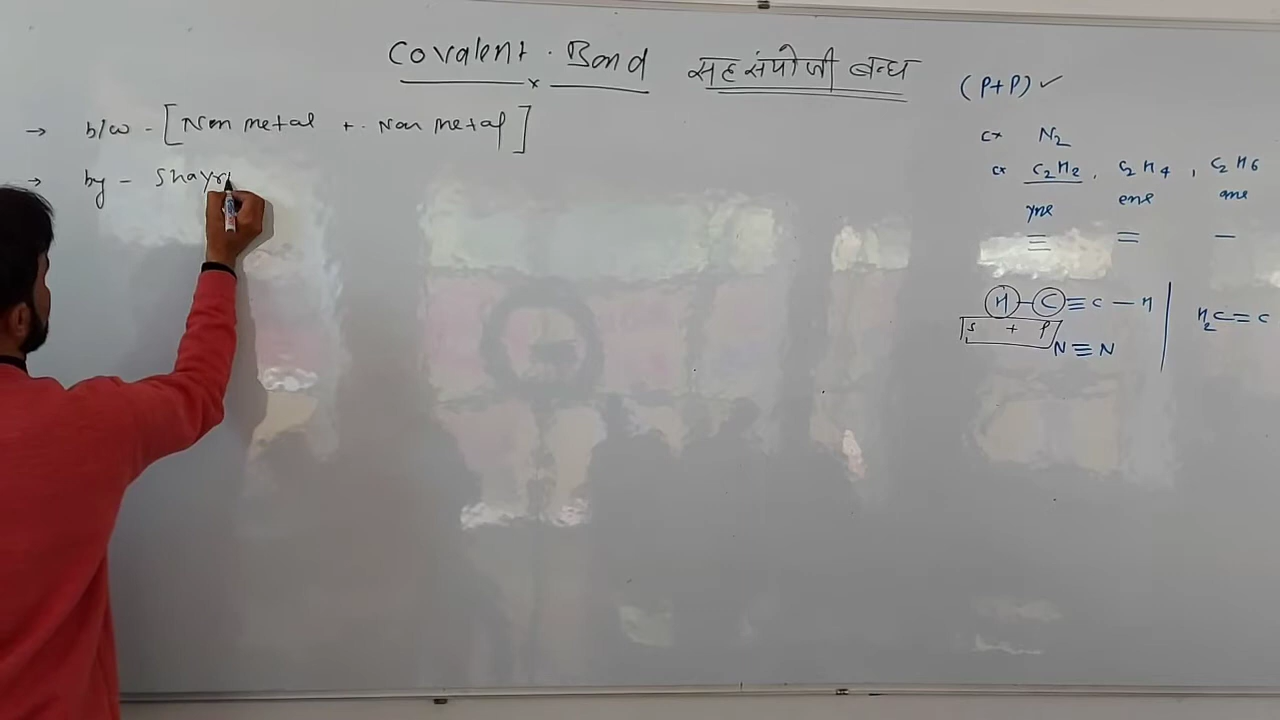 Covalent Bond सहसंयोजी बन्ध
(P+P) ✓
→ b/w - [Non metal + Non metal]
→ by - Shayr
ex N₂
ex C₂H₂, C₂H₄, C₂H₆
yne ene ane
≡ = −
H−C≡C−H
H₂C=C
s + p
N≡N